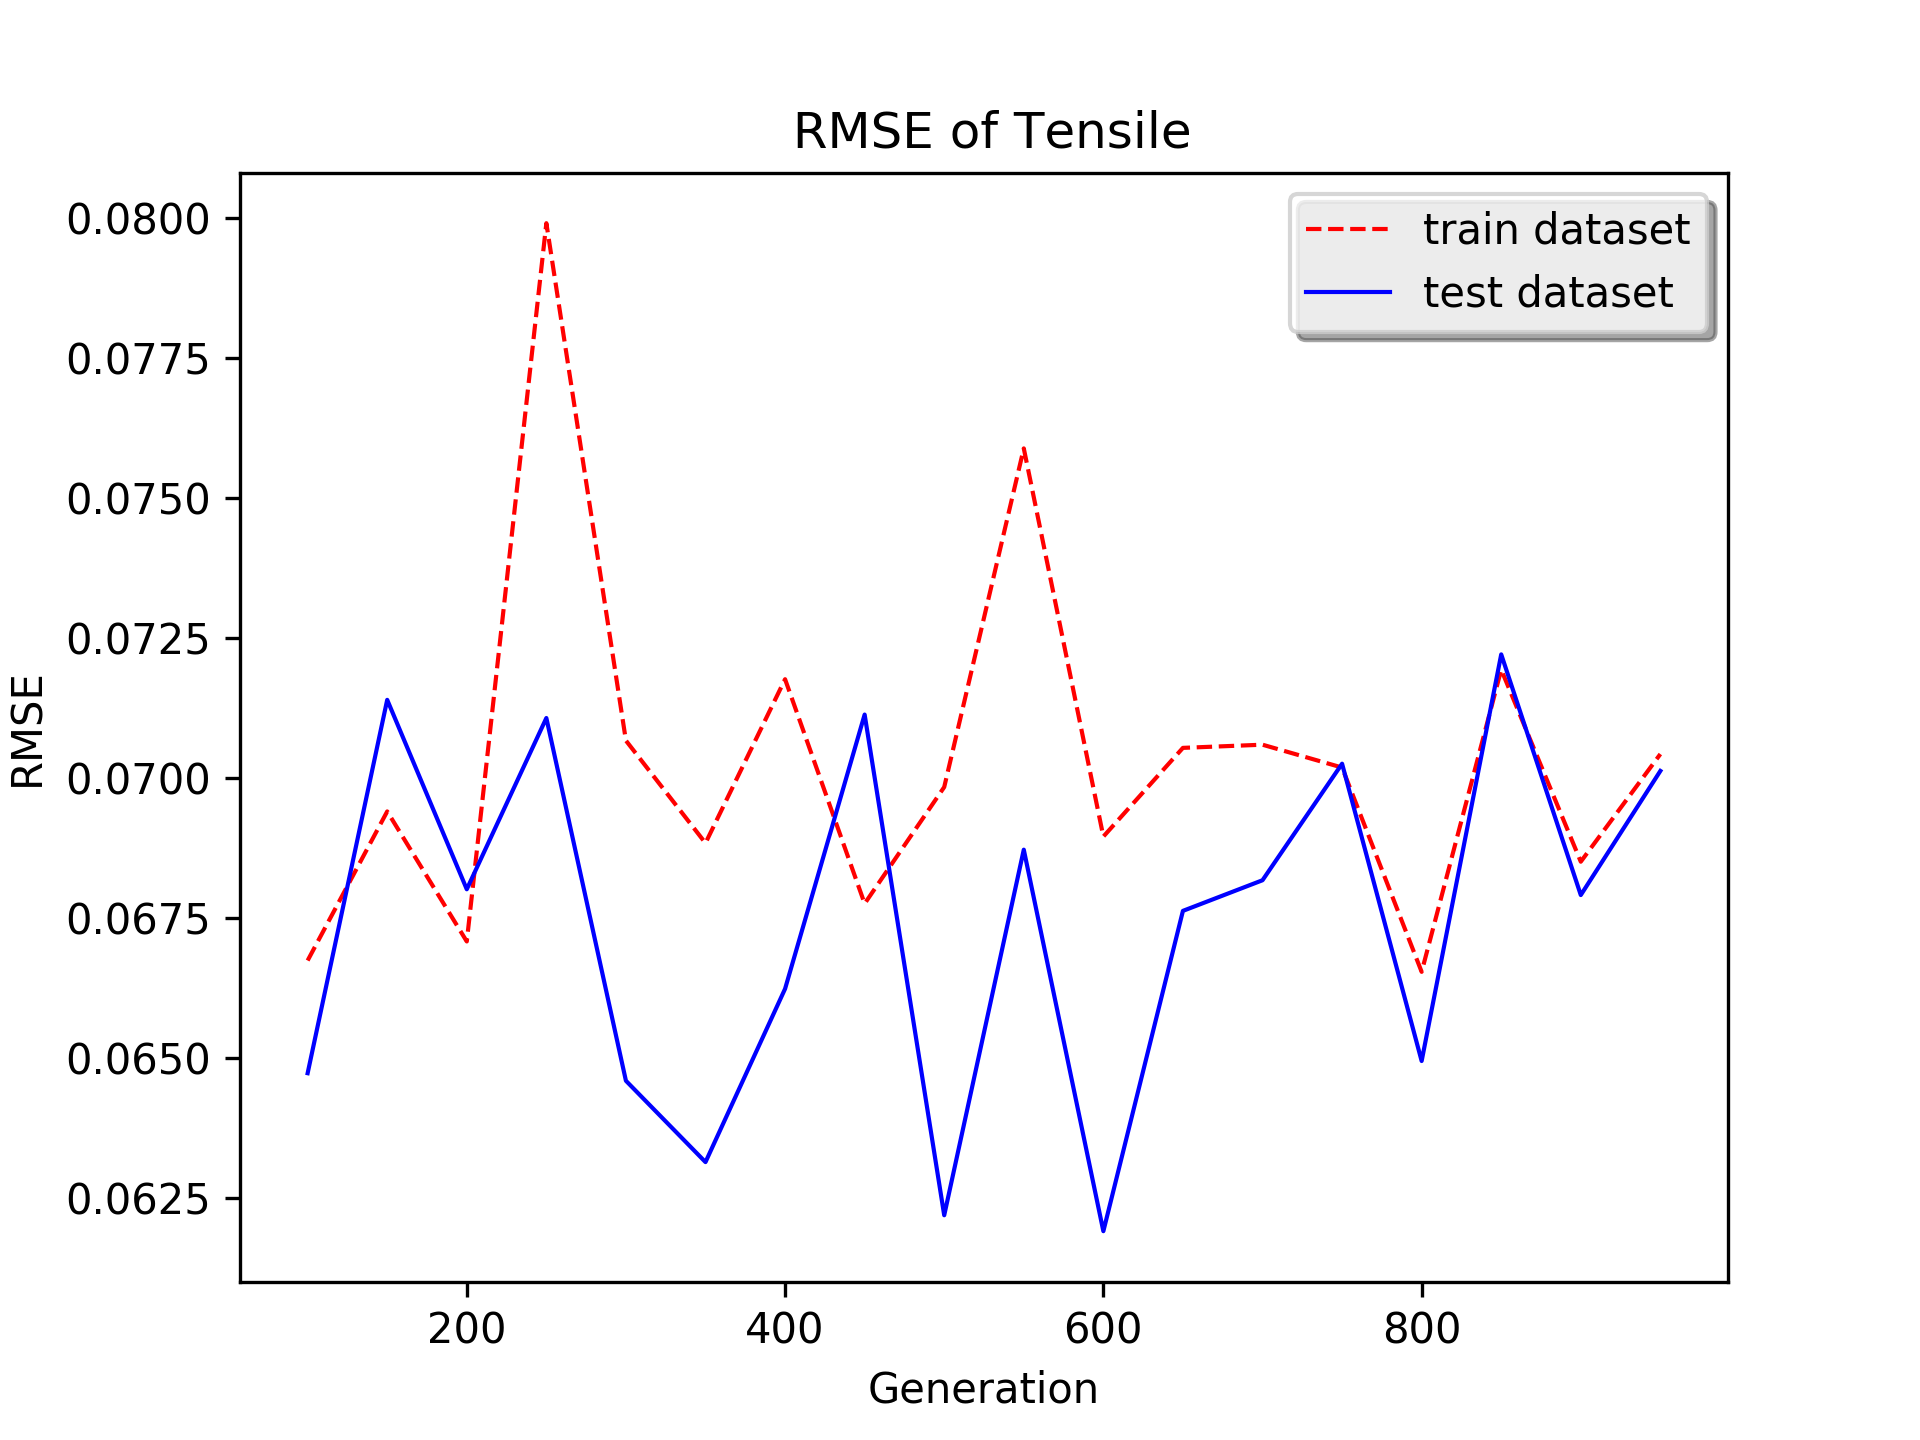 RMSE of Tensile
train dataset
test dataset
0.0800
0.0775
0.0750
0.0725
0.0700
0.0675
0.0650
0.0625
RMSE
200 400 600 800
Generation